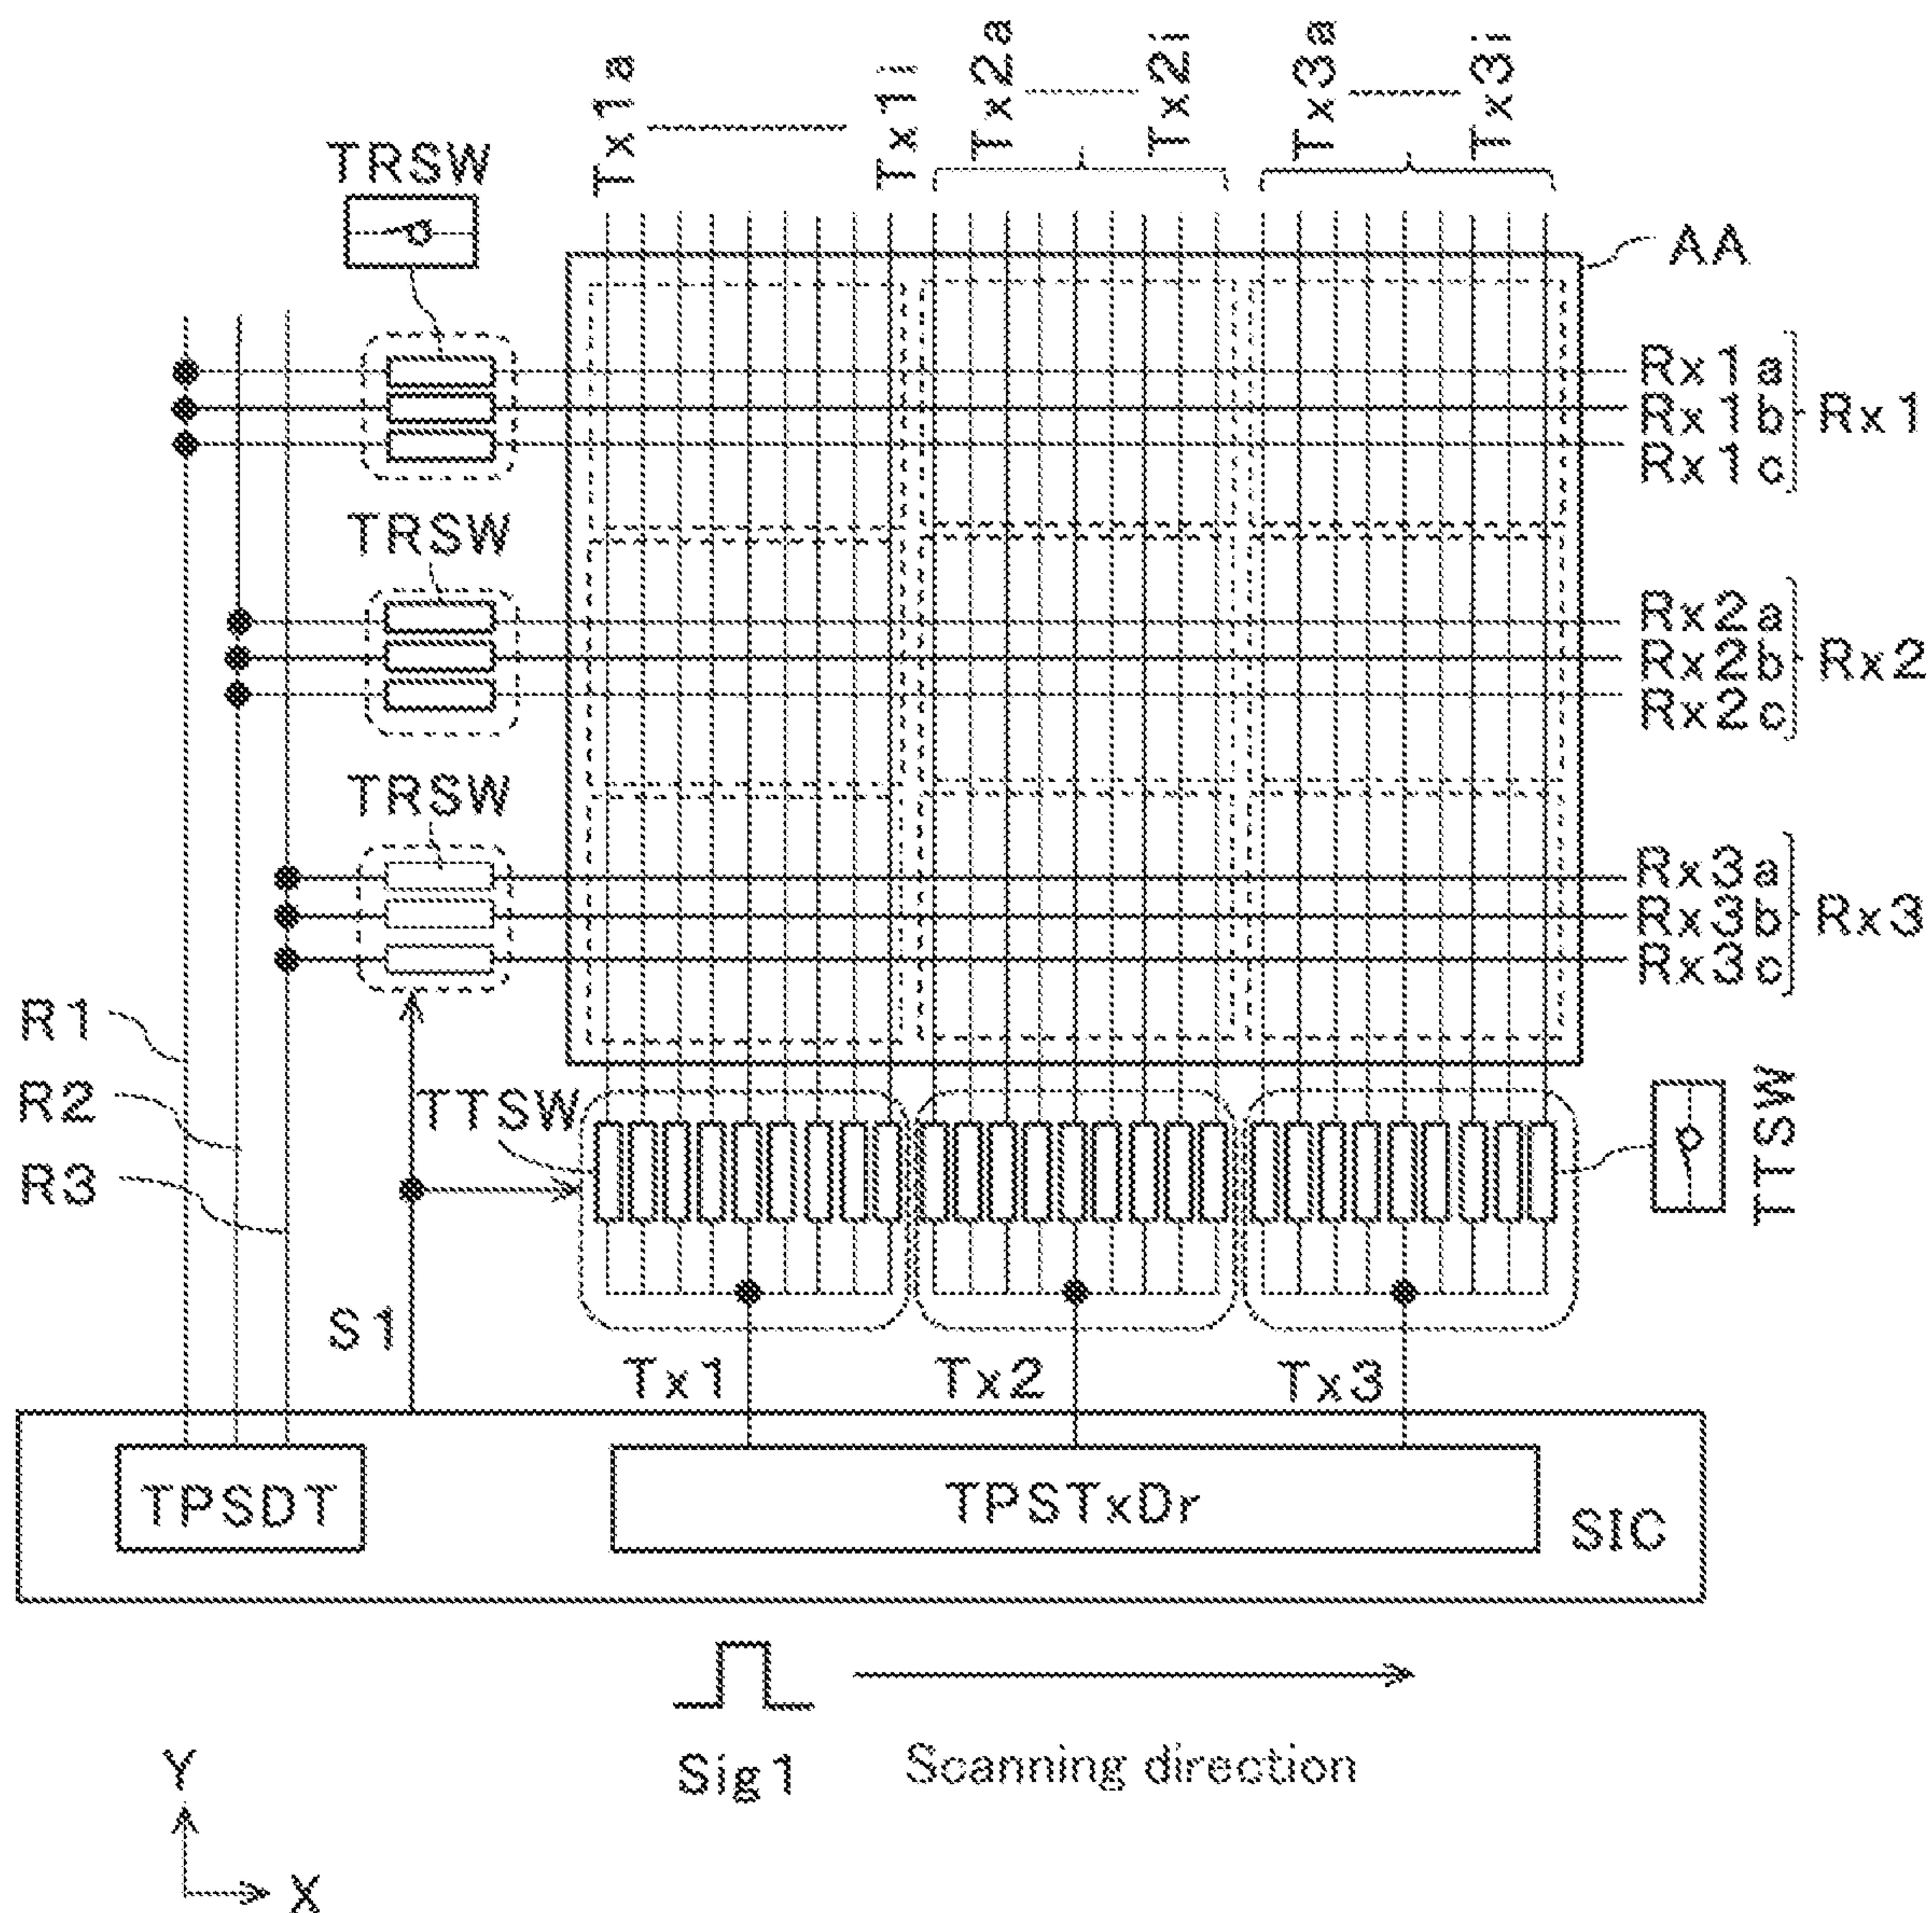 Tx1a
Tx1i
Tx2a
Tx2i
Tx3a
Tx3i
TRSW
AA
Rx1a
Rx1b
Rx1c
Rx1
TRSW
Rx2a
Rx2b
Rx2c
Rx2
TRSW
Rx3a
Rx3b
Rx3c
Rx3
R1
R2
R3
TTSW
TTSW
S1
Tx1
Tx2
Tx3
TPSDT
TPSTxDr
SIC
Sig1
Scanning direction
Y
X